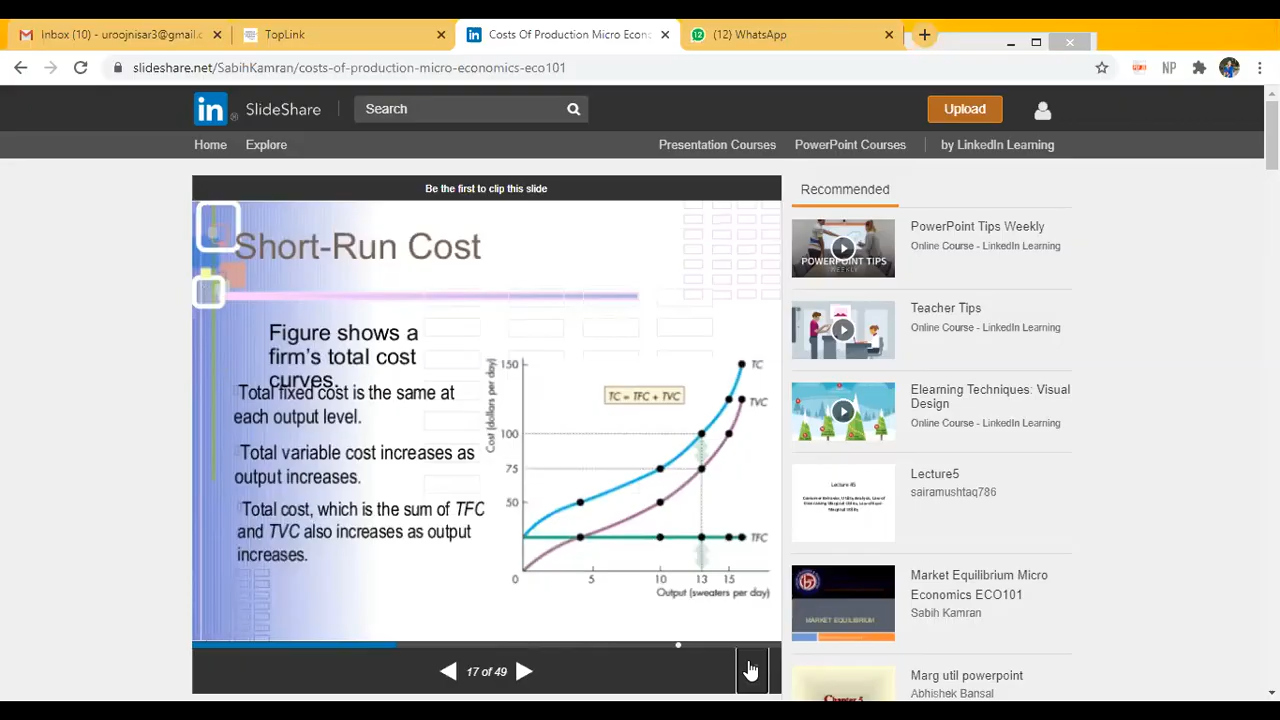 Inbox (10) - uroojnisar3@gmail.c
TopLink
in Costs Of Production Micro Econ
(12) WhatsApp
slideshare.net/SabihKamran/costs-of-production-micro-economics-eco101
NP
in SlideShare
Search
Upload
Home Explore
Presentation Courses PowerPoint Courses by LinkedIn Learning
Be the first to clip this slide
Short-Run Cost
Figure shows a
firm's total cost
curves.
Total fixed cost is the same at
each output level.
Total variable cost increases as
output increases.
Total cost, which is the sum of TFC
and TVC also increases as output
increases.
Cost (dollars per day)
150
100
75
50
0 5 10 13 15
Output (sweaters per day)
TC = TFC + TVC
TC
TVC
TFC
17 of 49
Recommended
POWERPOINT TIPS
WEEKLY
PowerPoint Tips Weekly
Online Course - LinkedIn Learning
Teacher Tips
Online Course - LinkedIn Learning
Elearning Techniques: Visual
Design
Online Course - LinkedIn Learning
Lecture 45
Lecture5
sairamushtaq786
MARKET EQUILIBRIUM
Market Equilibrium Micro
Economics ECO101
Sabih Kamran
Chapter 5
Marg util powerpoint
Abhishek Bansal